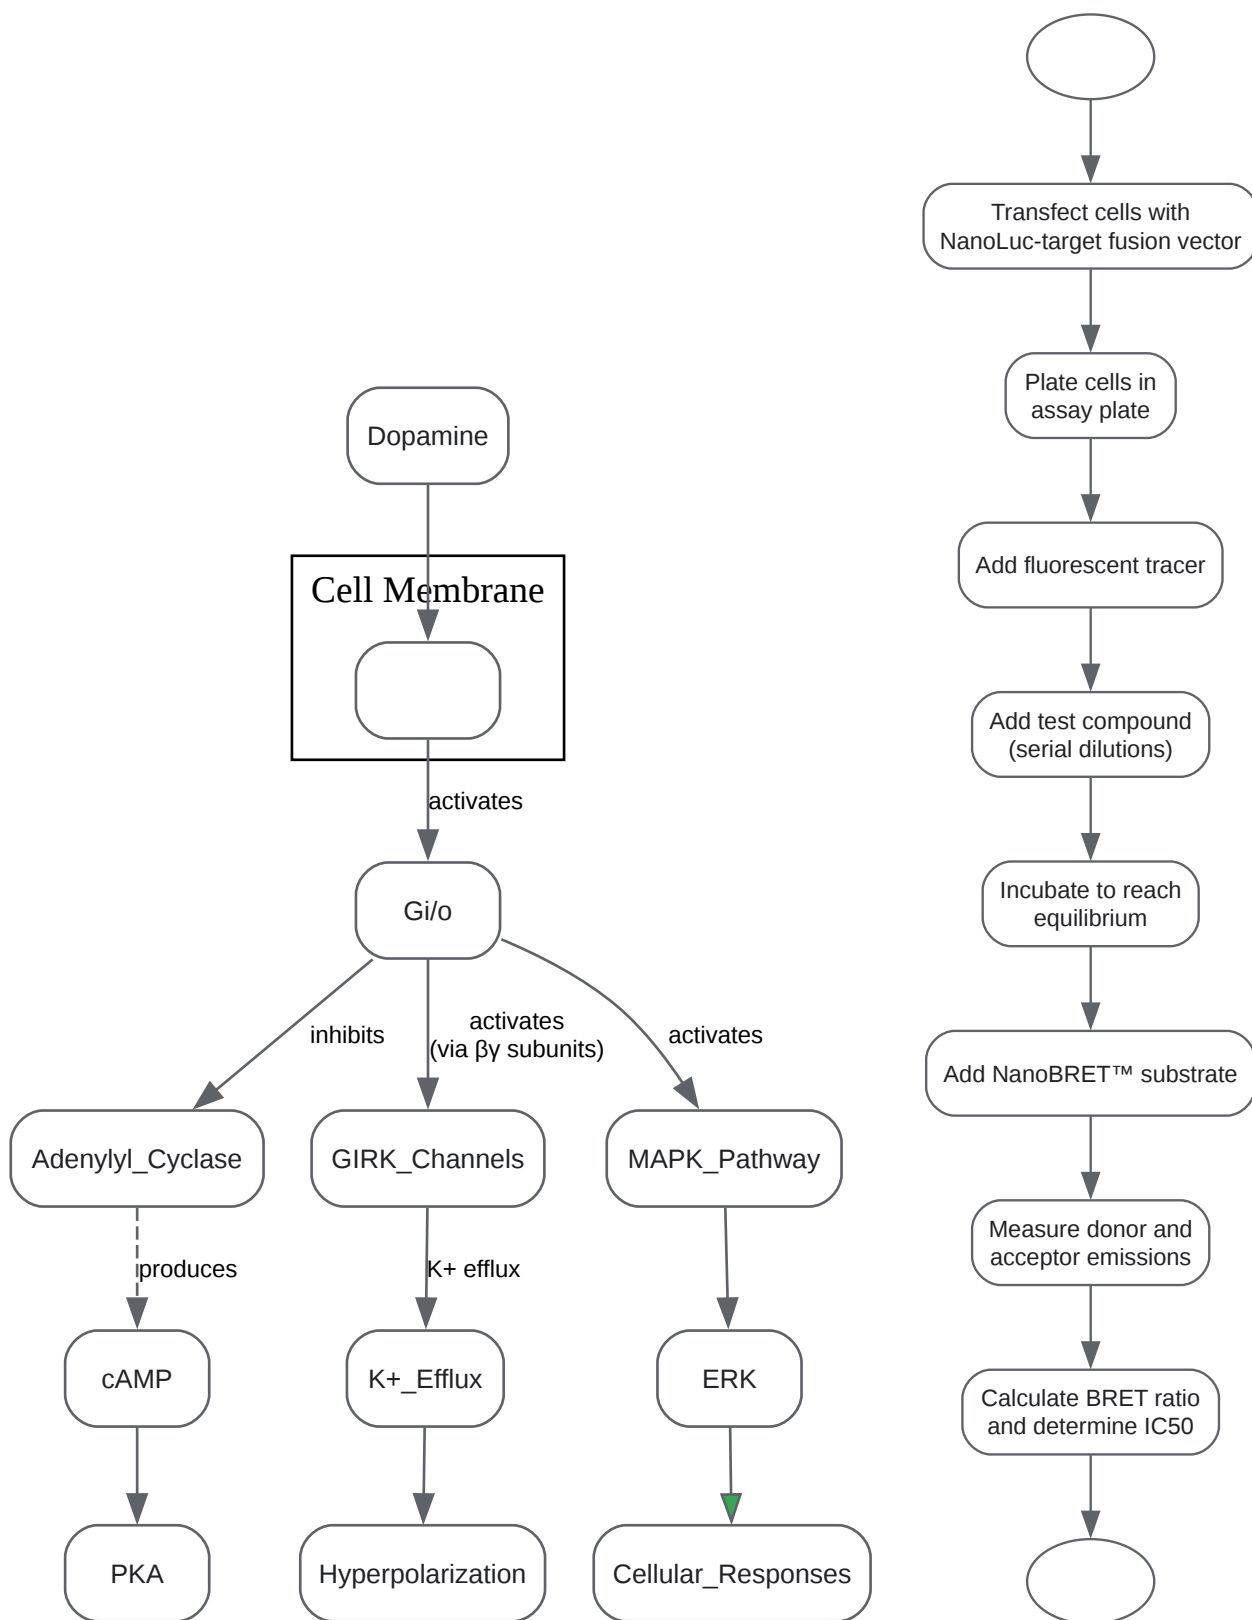 Dopamine
Cell Membrane
activates
Gi/o
inhibits
activates
(via βγ subunits)
activates
Adenylyl_Cyclase
GIRK_Channels
MAPK_Pathway
produces
K+ efflux
cAMP
K+_Efflux
ERK
PKA
Hyperpolarization
Cellular_Responses
Transfect cells with
NanoLuc-target fusion vector
Plate cells in
assay plate
Add fluorescent tracer
Add test compound
(serial dilutions)
Incubate to reach
equilibrium
Add NanoBRET™ substrate
Measure donor and
acceptor emissions
Calculate BRET ratio
and determine IC50